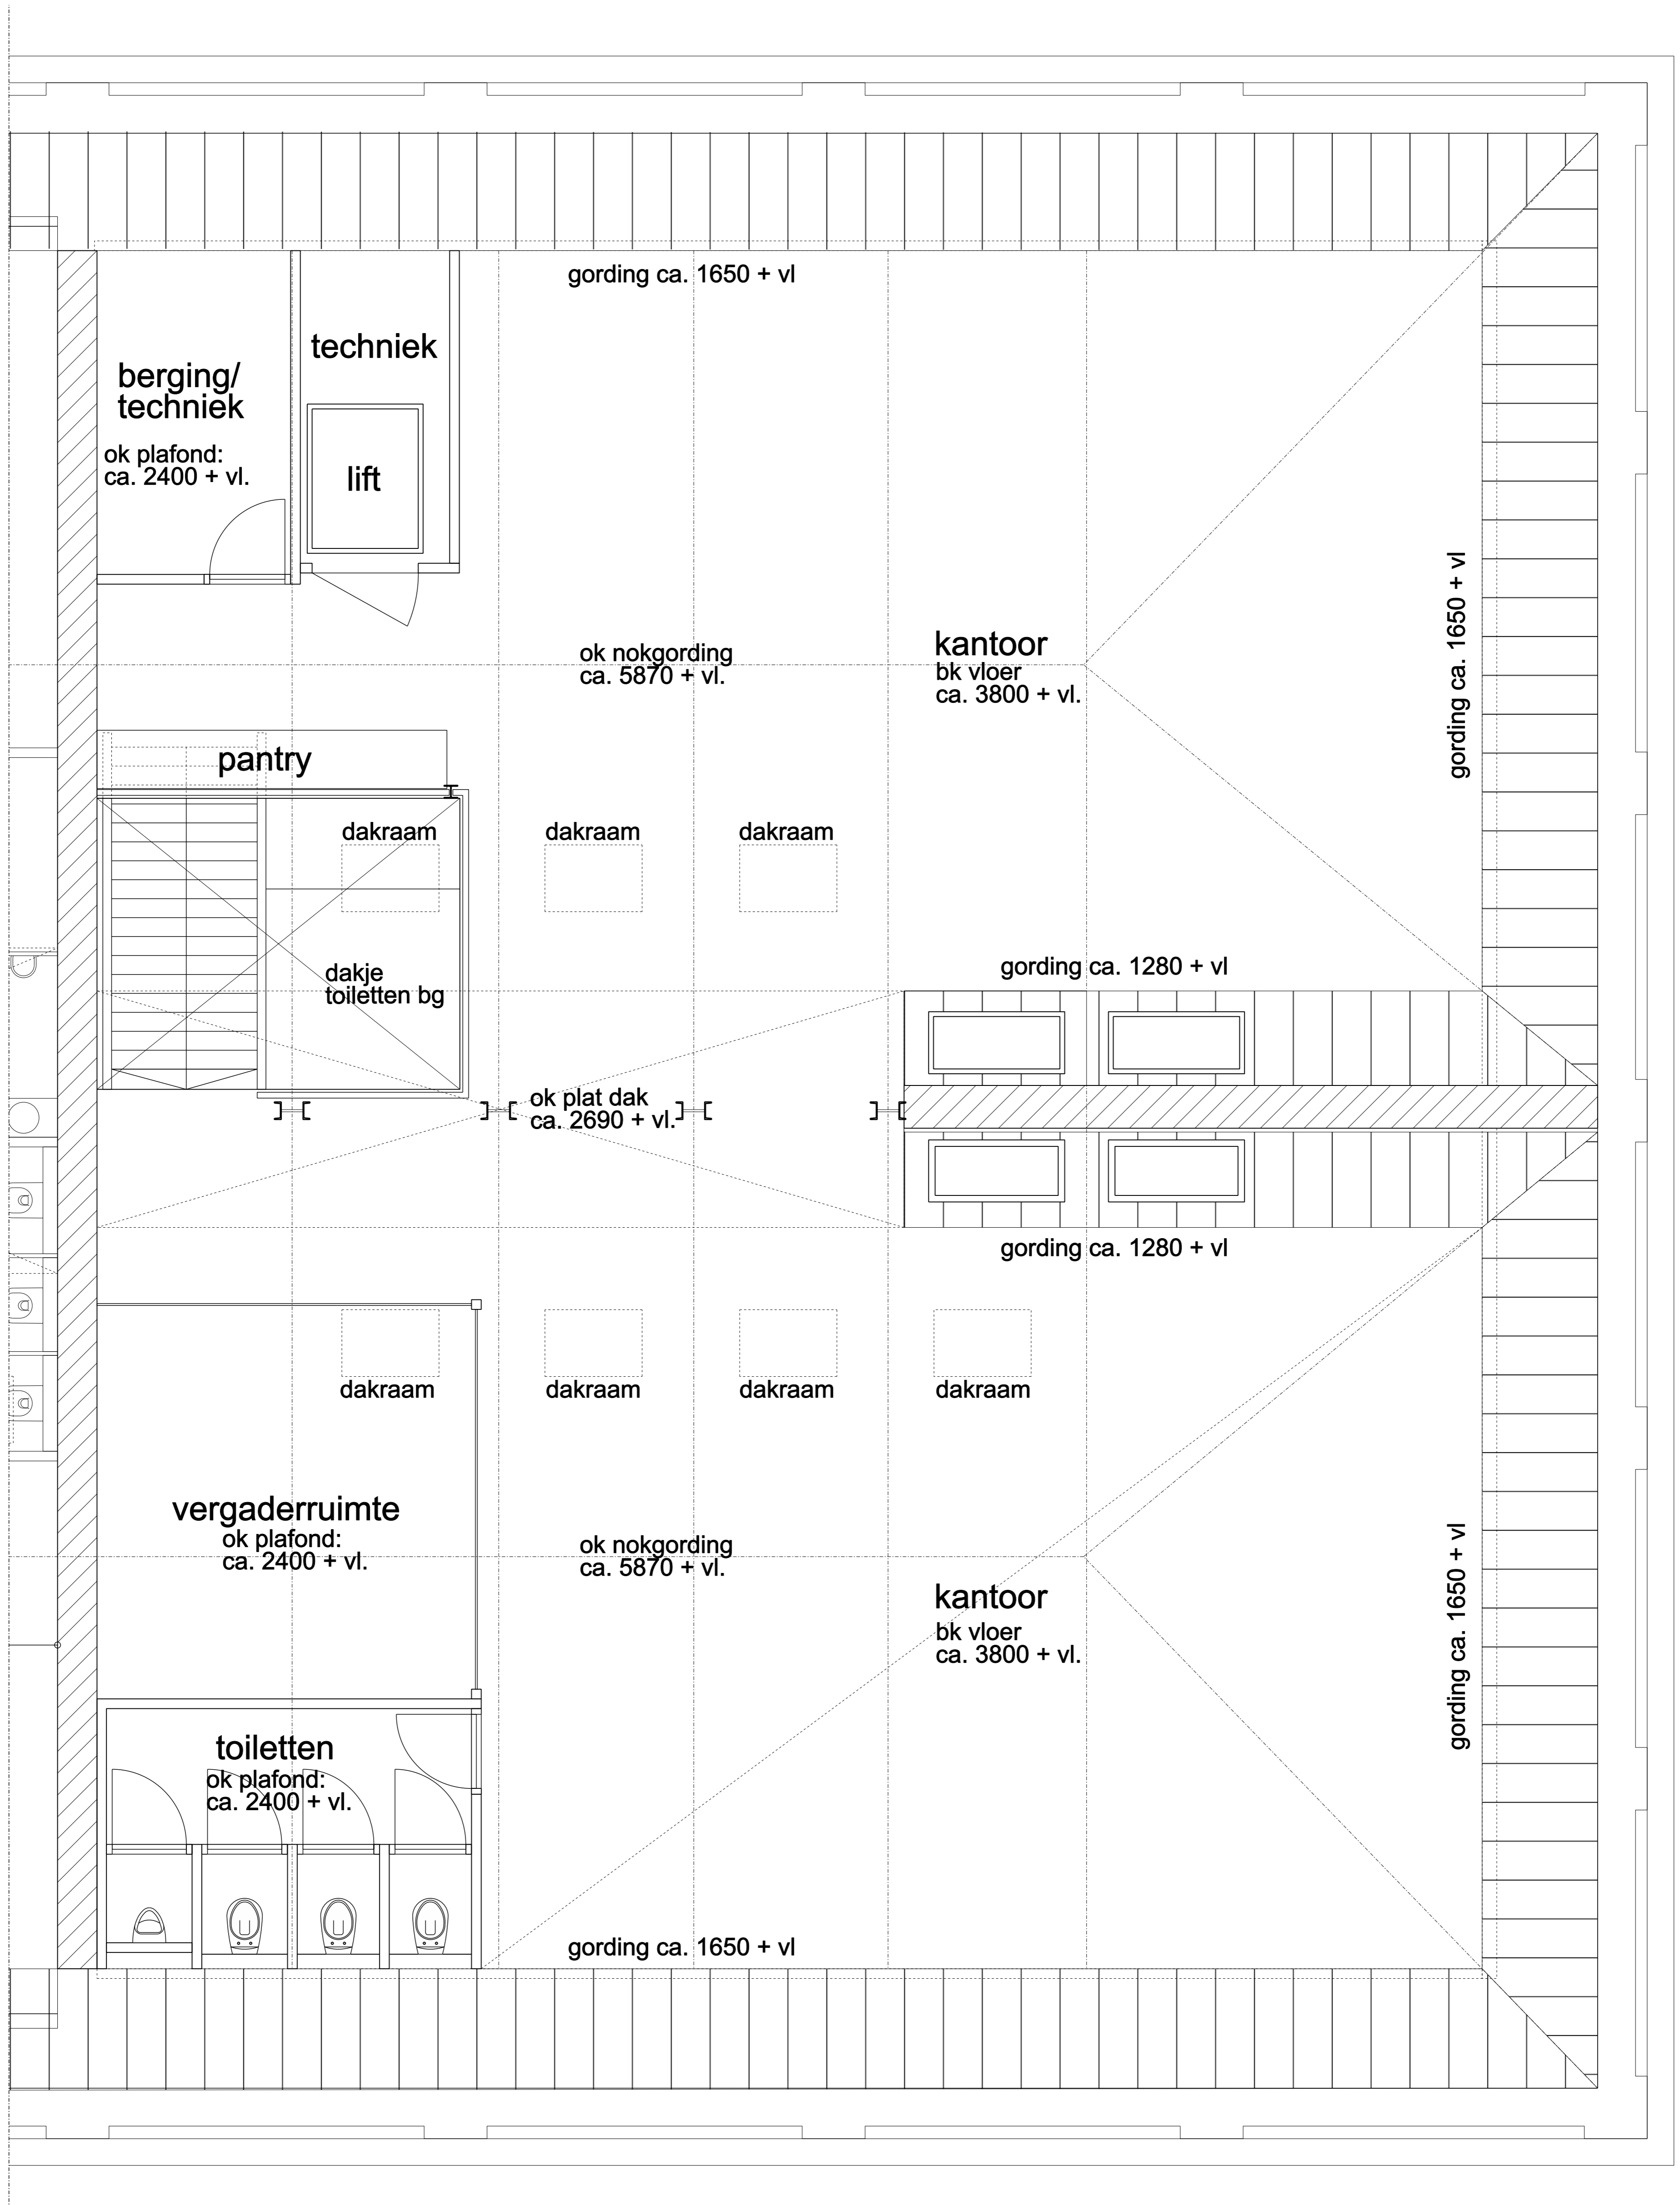 gording ca. 1650 + vl
techniek
berging/
techniek
ok plafond:
ca. 2400 + vl.
lift
gording ca. 1650 + vl
ok nokgording
ca. 5870 + vl.
kantoor
bk vloer
ca. 3800 + vl.
pantry
dakraam
dakraam
dakraam
dakje
toiletten bg
gording ca. 1280 + vl
ok plat dak
ca. 2690 + vl.
gording ca. 1280 + vl
dakraam
dakraam
dakraam
dakraam
vergaderruimte
ok plafond:
ca. 2400 + vl.
ok nokgording
ca. 5870 + vl.
kantoor
bk vloer
ca. 3800 + vl.
gording ca. 1650 + vl
toiletten
ok plafond:
ca. 2400 + vl.
gording ca. 1650 + vl